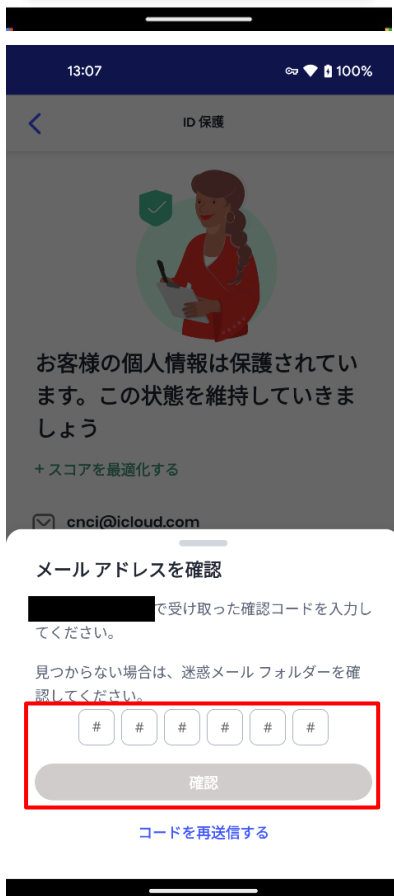 13:07
100%
ID 保護
お客様の個人情報は保護されてい
ます。この状態を維持していきま
しょう
+ スコアを最適化する
cnci@icloud.com
メール アドレスを確認
で受け取った確認コードを入力し
てください。
見つからない場合は、迷惑メール フォルダーを確
認してください。
# # # # # #
確認
コードを再送信する